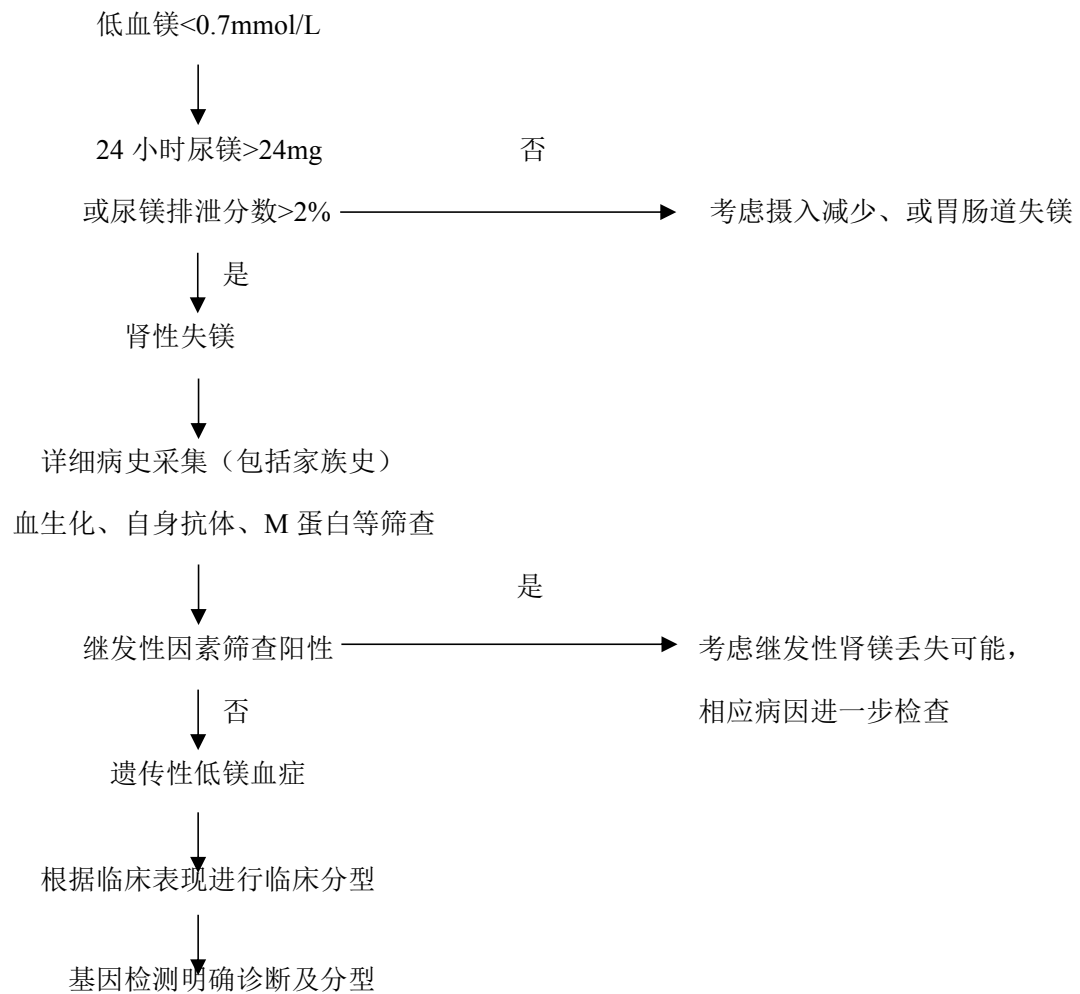 低血镁<0.7mmol/L
24 小时尿镁>24mg
否
或尿镁排泄分数>2%
考虑摄入减少、或胃肠道失镁
是
肾性失镁
详细病史采集（包括家族史）
血生化、自身抗体、M 蛋白等筛查
是
继发性因素筛查阳性
考虑继发性肾镁丢失可能，
否
相应病因进一步检查
遗传性低镁血症
根据临床表现进行临床分型
基因检测明确诊断及分型